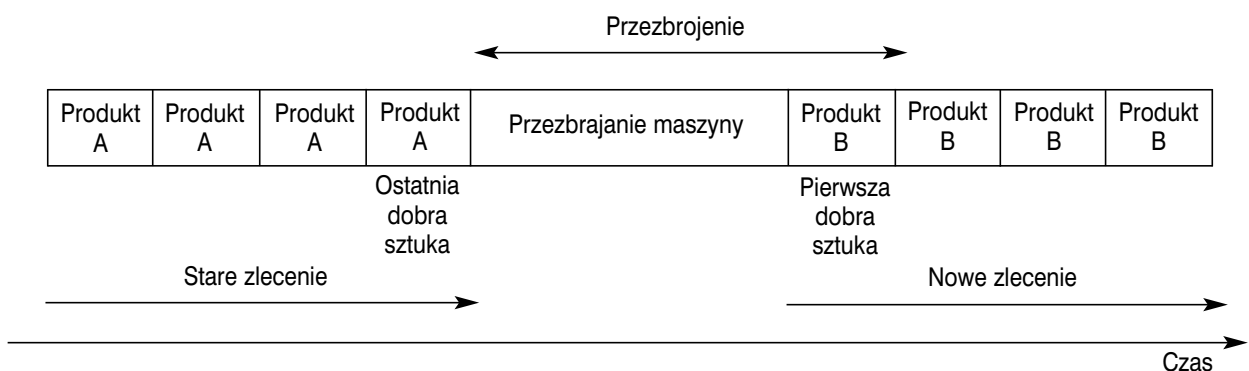 Przezbrojenie
Produkt Produkt Produkt Produkt Przezbrajanie maszyny Produkt Produkt Produkt Produkt
A A A A B B B B
Ostatnia Pierwsza
dobra dobra
sztuka sztuka
Stare zlecenie Nowe zlecenie
Czas